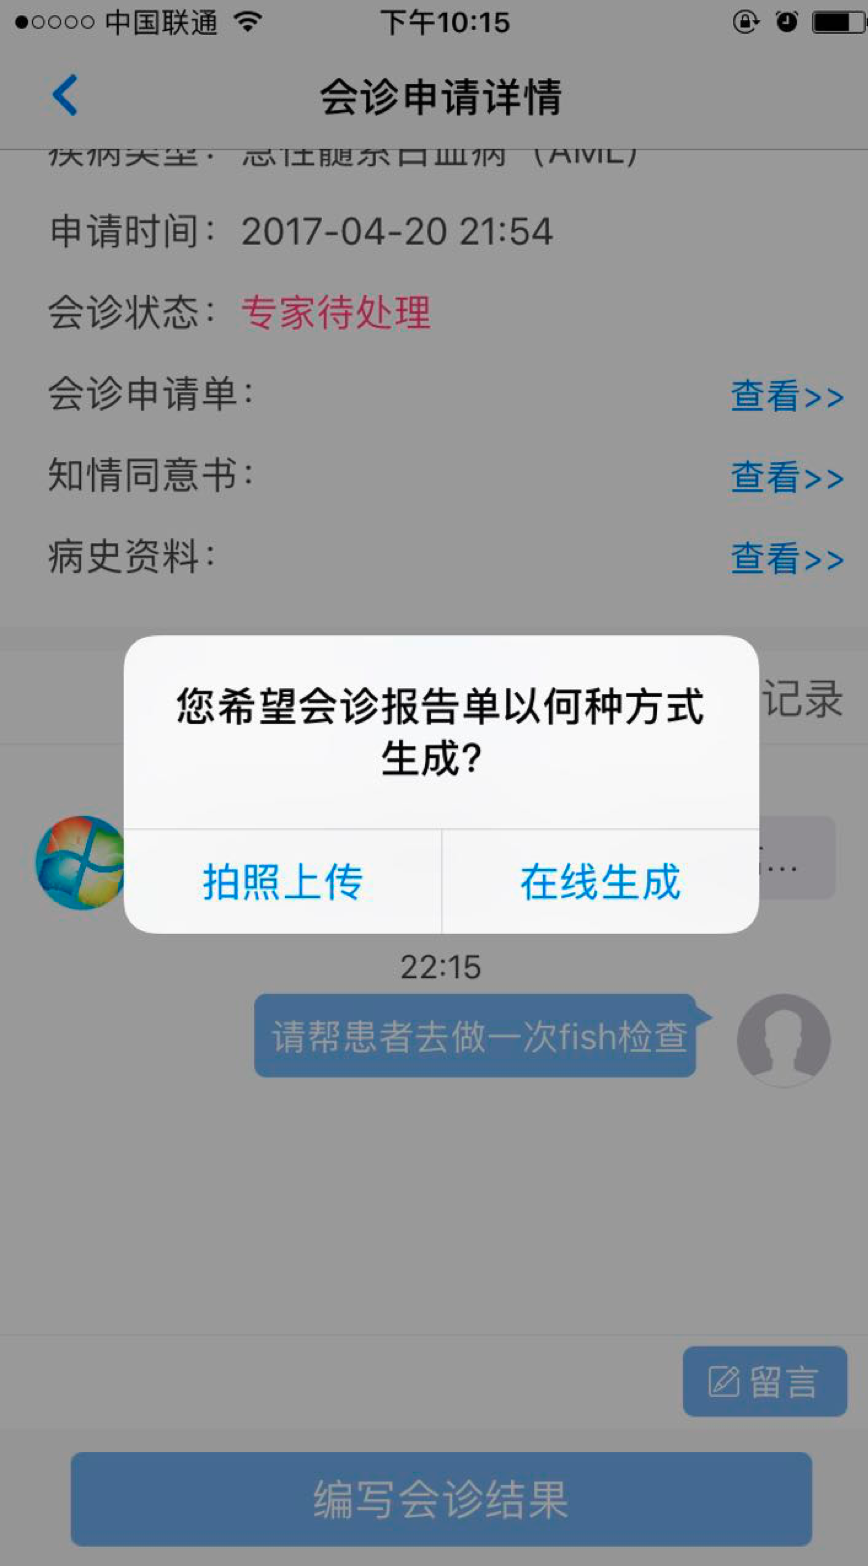 中国联通
下午10:15
会诊申请详情
疾病类型：急性髓系白血病（AML）
申请时间：2017-04-20 21:54
会诊状态：专家待处理
会诊申请单：
查看>>
知情同意书：
查看>>
病史资料：
查看>>
记录
您希望会诊报告单以何种方式
生成?
拍照上传
在线生成
...
22:15
请帮患者去做一次fish检查
留言
编写会诊结果